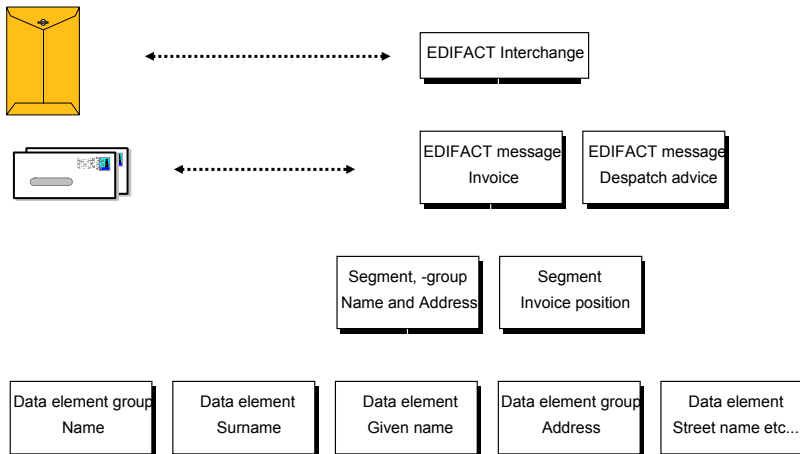 EDIFACT Interchange
EDIFACT message
Invoice
EDIFACT message
Despatch advice
Segment, -group
Name and Address
Segment
Invoice position
Data element group
Name
Data element
Surname
Data element
Given name
Data element group
Address
Data element
Street name etc...